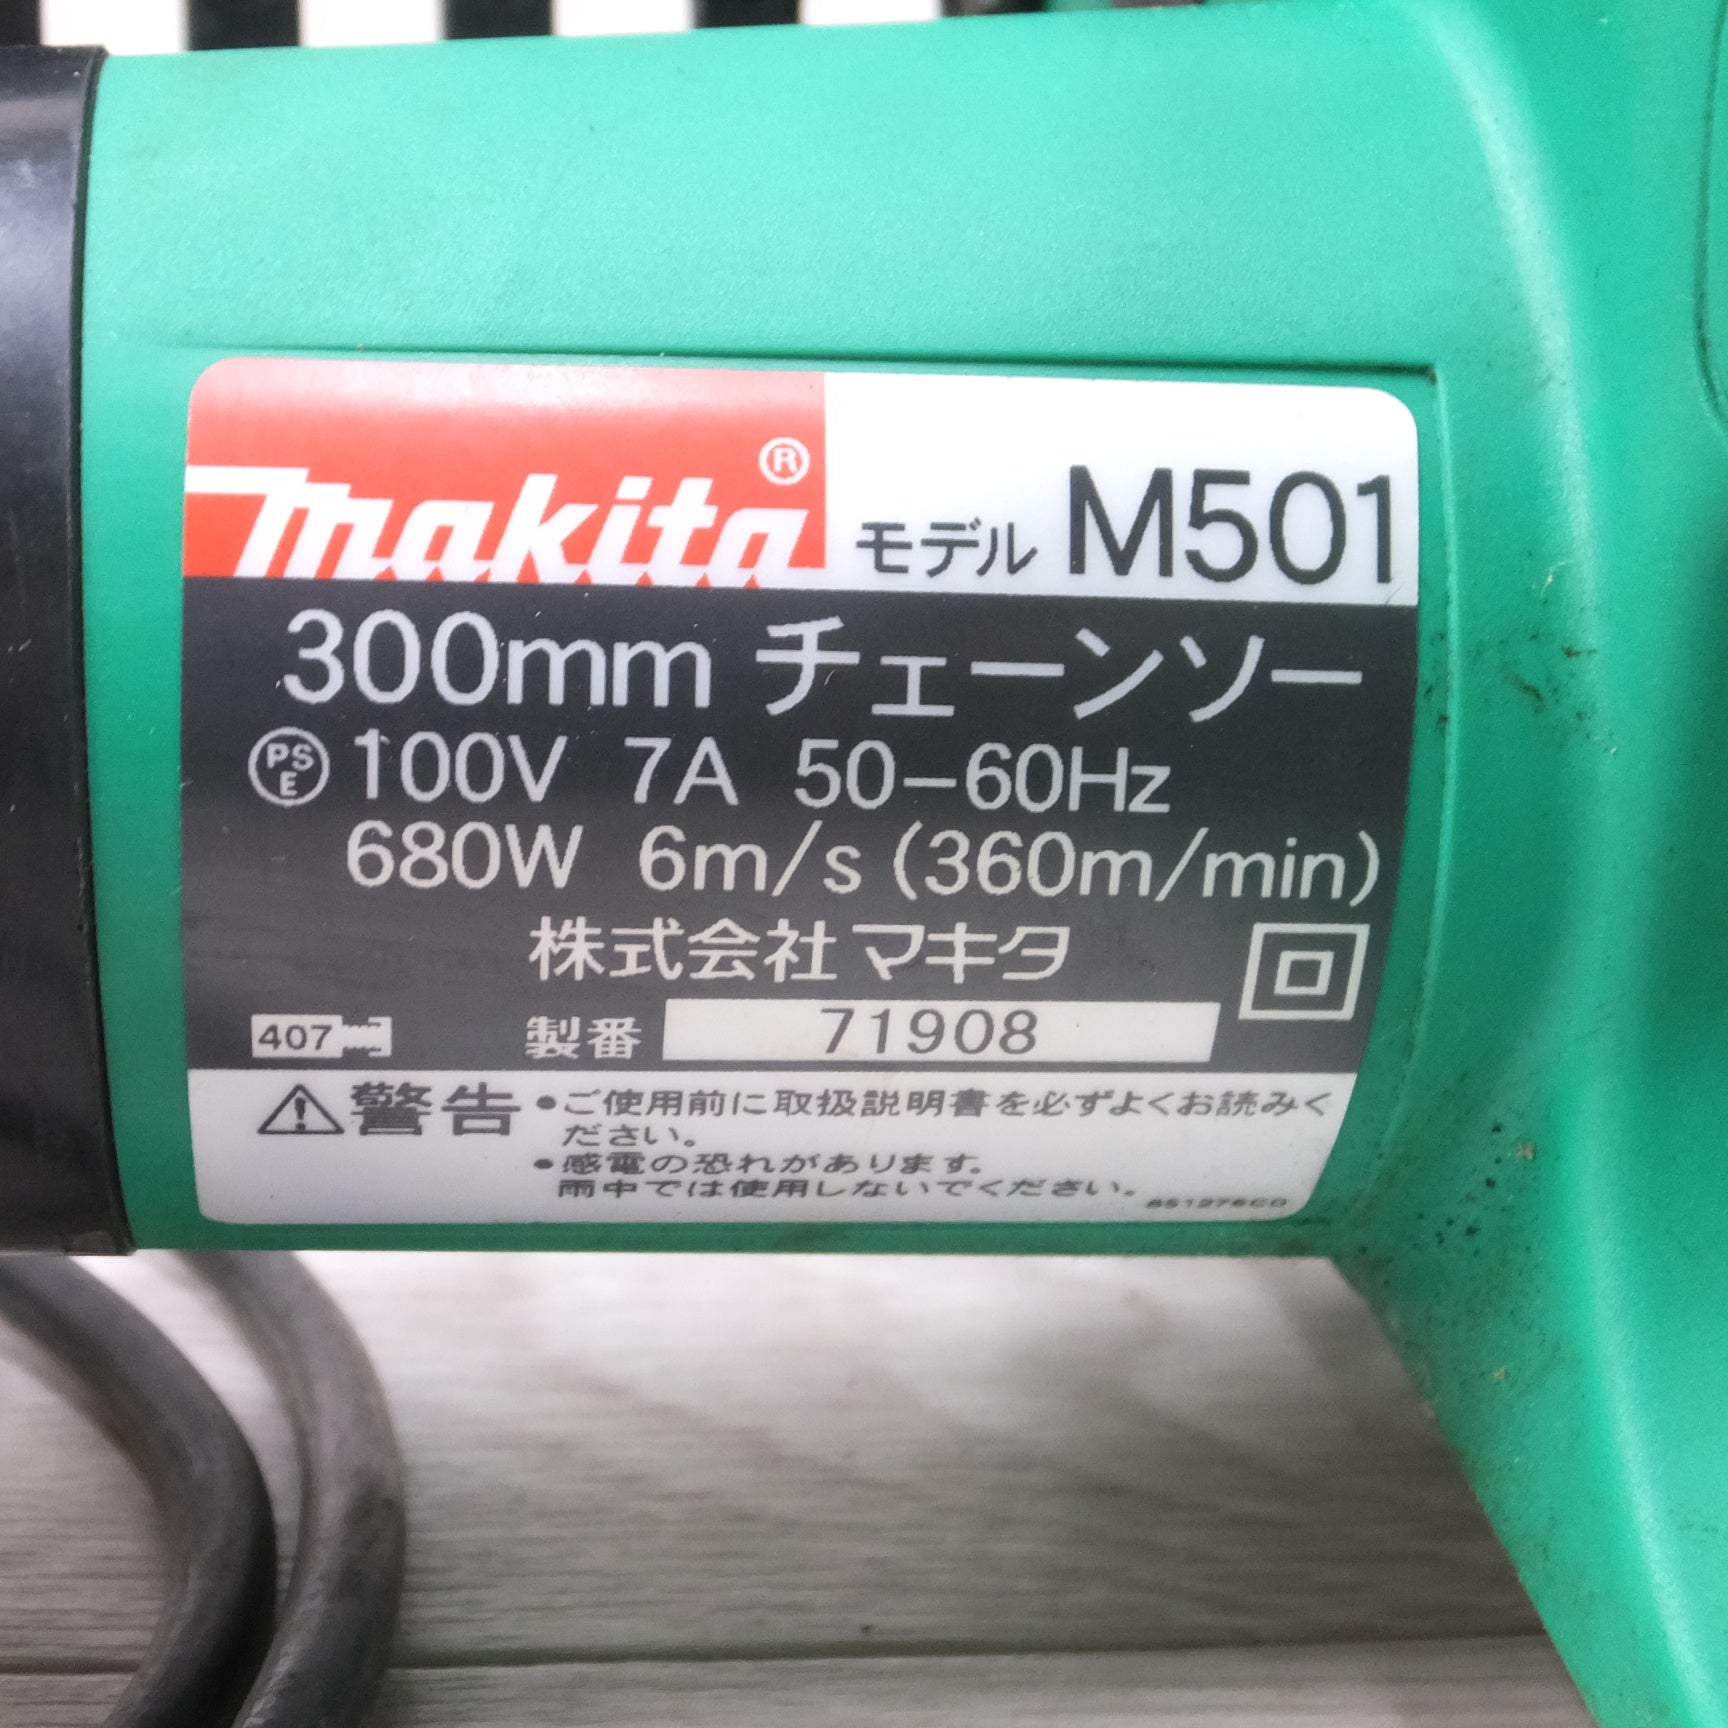 makita®
モデル M501
300mm チェーンソー
PSE 100V 7A 50-60Hz
680W 6m/s (360m/min)
株式会社マキタ
407 製番 71908
警告 •ご使用前に取扱説明書を必ずよくお読みく
ださい。
•感電の恐れがあります。
雨中では使用しないでください。